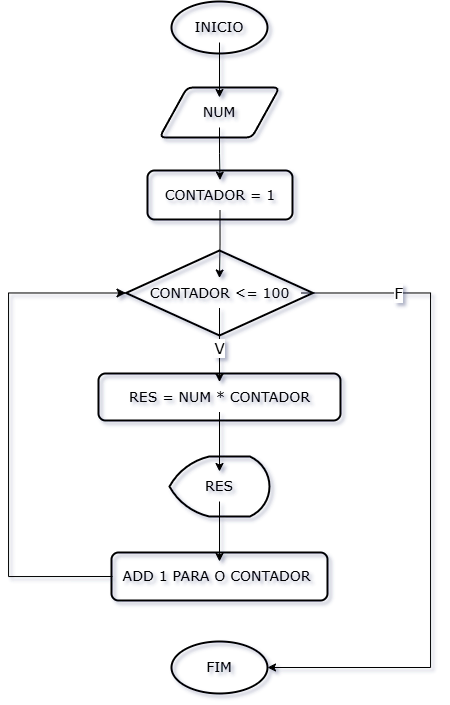 INICIO
NUM
CONTADOR = 1
CONTADOR <= 100
F
V
RES = NUM * CONTADOR
RES
ADD 1 PARA O CONTADOR
FIM